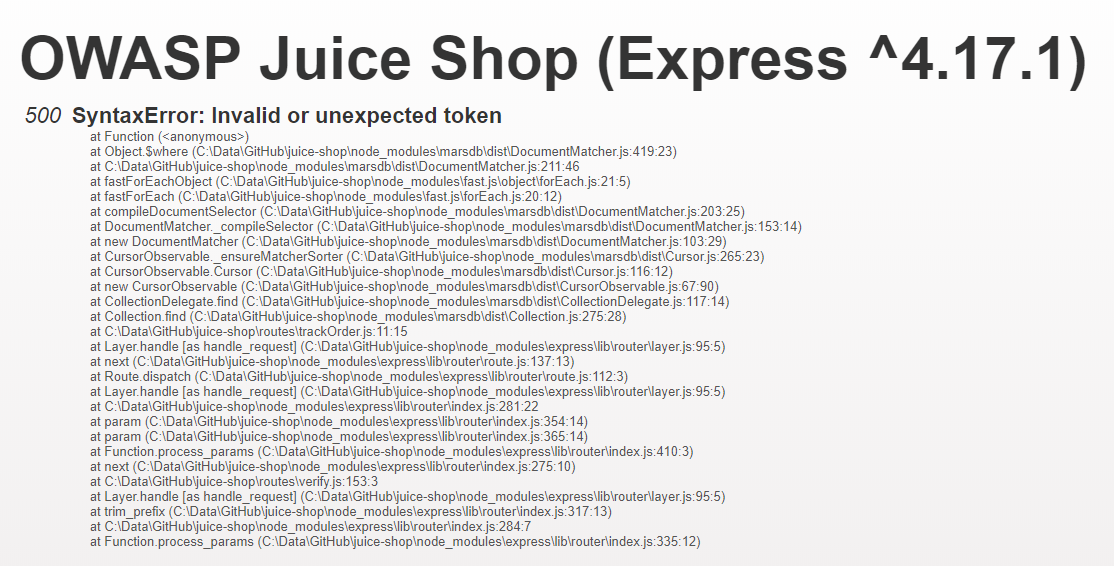 OWASP Juice Shop (Express ^4.17.1)
500 SyntaxError: Invalid or unexpected token
at Function (<anonymous>)
at Object.$where (C:\Data\GitHub\juice-shop\node_modules\marsdb\dist\DocumentMatcher.js:419:23)
at C:\Data\GitHub\juice-shop\node_modules\marsdb\dist\DocumentMatcher.js:211:46
at fastForEachObject (C:\Data\GitHub\juice-shop\node_modules\fast.js\object\forEach.js:21:5)
at fastForEach (C:\Data\GitHub\juice-shop\node_modules\fast.js\forEach.js:20:12)
at compileDocumentSelector (C:\Data\GitHub\juice-shop\node_modules\marsdb\dist\DocumentMatcher.js:203:25)
at DocumentMatcher._compileSelector (C:\Data\GitHub\juice-shop\node_modules\marsdb\dist\DocumentMatcher.js:153:14)
at new DocumentMatcher (C:\Data\GitHub\juice-shop\node_modules\marsdb\dist\DocumentMatcher.js:103:29)
at CursorObservable._ensureMatcherSorter (C:\Data\GitHub\juice-shop\node_modules\marsdb\dist\Cursor.js:265:23)
at CursorObservable.Cursor (C:\Data\GitHub\juice-shop\node_modules\marsdb\dist\Cursor.js:116:12)
at new CursorObservable (C:\Data\GitHub\juice-shop\node_modules\marsdb\dist\CursorObservable.js:67:90)
at CollectionDelegate.find (C:\Data\GitHub\juice-shop\node_modules\marsdb\dist\CollectionDelegate.js:117:14)
at Collection.find (C:\Data\GitHub\juice-shop\node_modules\marsdb\dist\Collection.js:275:28)
at C:\Data\GitHub\juice-shop\routes\trackOrder.js:11:15
at Layer.handle [as handle_request] (C:\Data\GitHub\juice-shop\node_modules\express\lib\router\layer.js:95:5)
at next (C:\Data\GitHub\juice-shop\node_modules\express\lib\router\route.js:137:13)
at Route.dispatch (C:\Data\GitHub\juice-shop\node_modules\express\lib\router\route.js:112:3)
at Layer.handle [as handle_request] (C:\Data\GitHub\juice-shop\node_modules\express\lib\router\layer.js:95:5)
at C:\Data\GitHub\juice-shop\node_modules\express\lib\router\index.js:281:22
at param (C:\Data\GitHub\juice-shop\node_modules\express\lib\router\index.js:354:14)
at param (C:\Data\GitHub\juice-shop\node_modules\express\lib\router\index.js:365:14)
at Function.process_params (C:\Data\GitHub\juice-shop\node_modules\express\lib\router\index.js:410:3)
at next (C:\Data\GitHub\juice-shop\node_modules\express\lib\router\index.js:275:10)
at C:\Data\GitHub\juice-shop\routes\verify.js:153:3
at Layer.handle [as handle_request] (C:\Data\GitHub\juice-shop\node_modules\express\lib\router\layer.js:95:5)
at trim_prefix (C:\Data\GitHub\juice-shop\node_modules\express\lib\router\index.js:317:13)
at C:\Data\GitHub\juice-shop\node_modules\express\lib\router\index.js:284:7
at Function.process_params (C:\Data\GitHub\juice-shop\node_modules\express\lib\router\index.js:335:12)